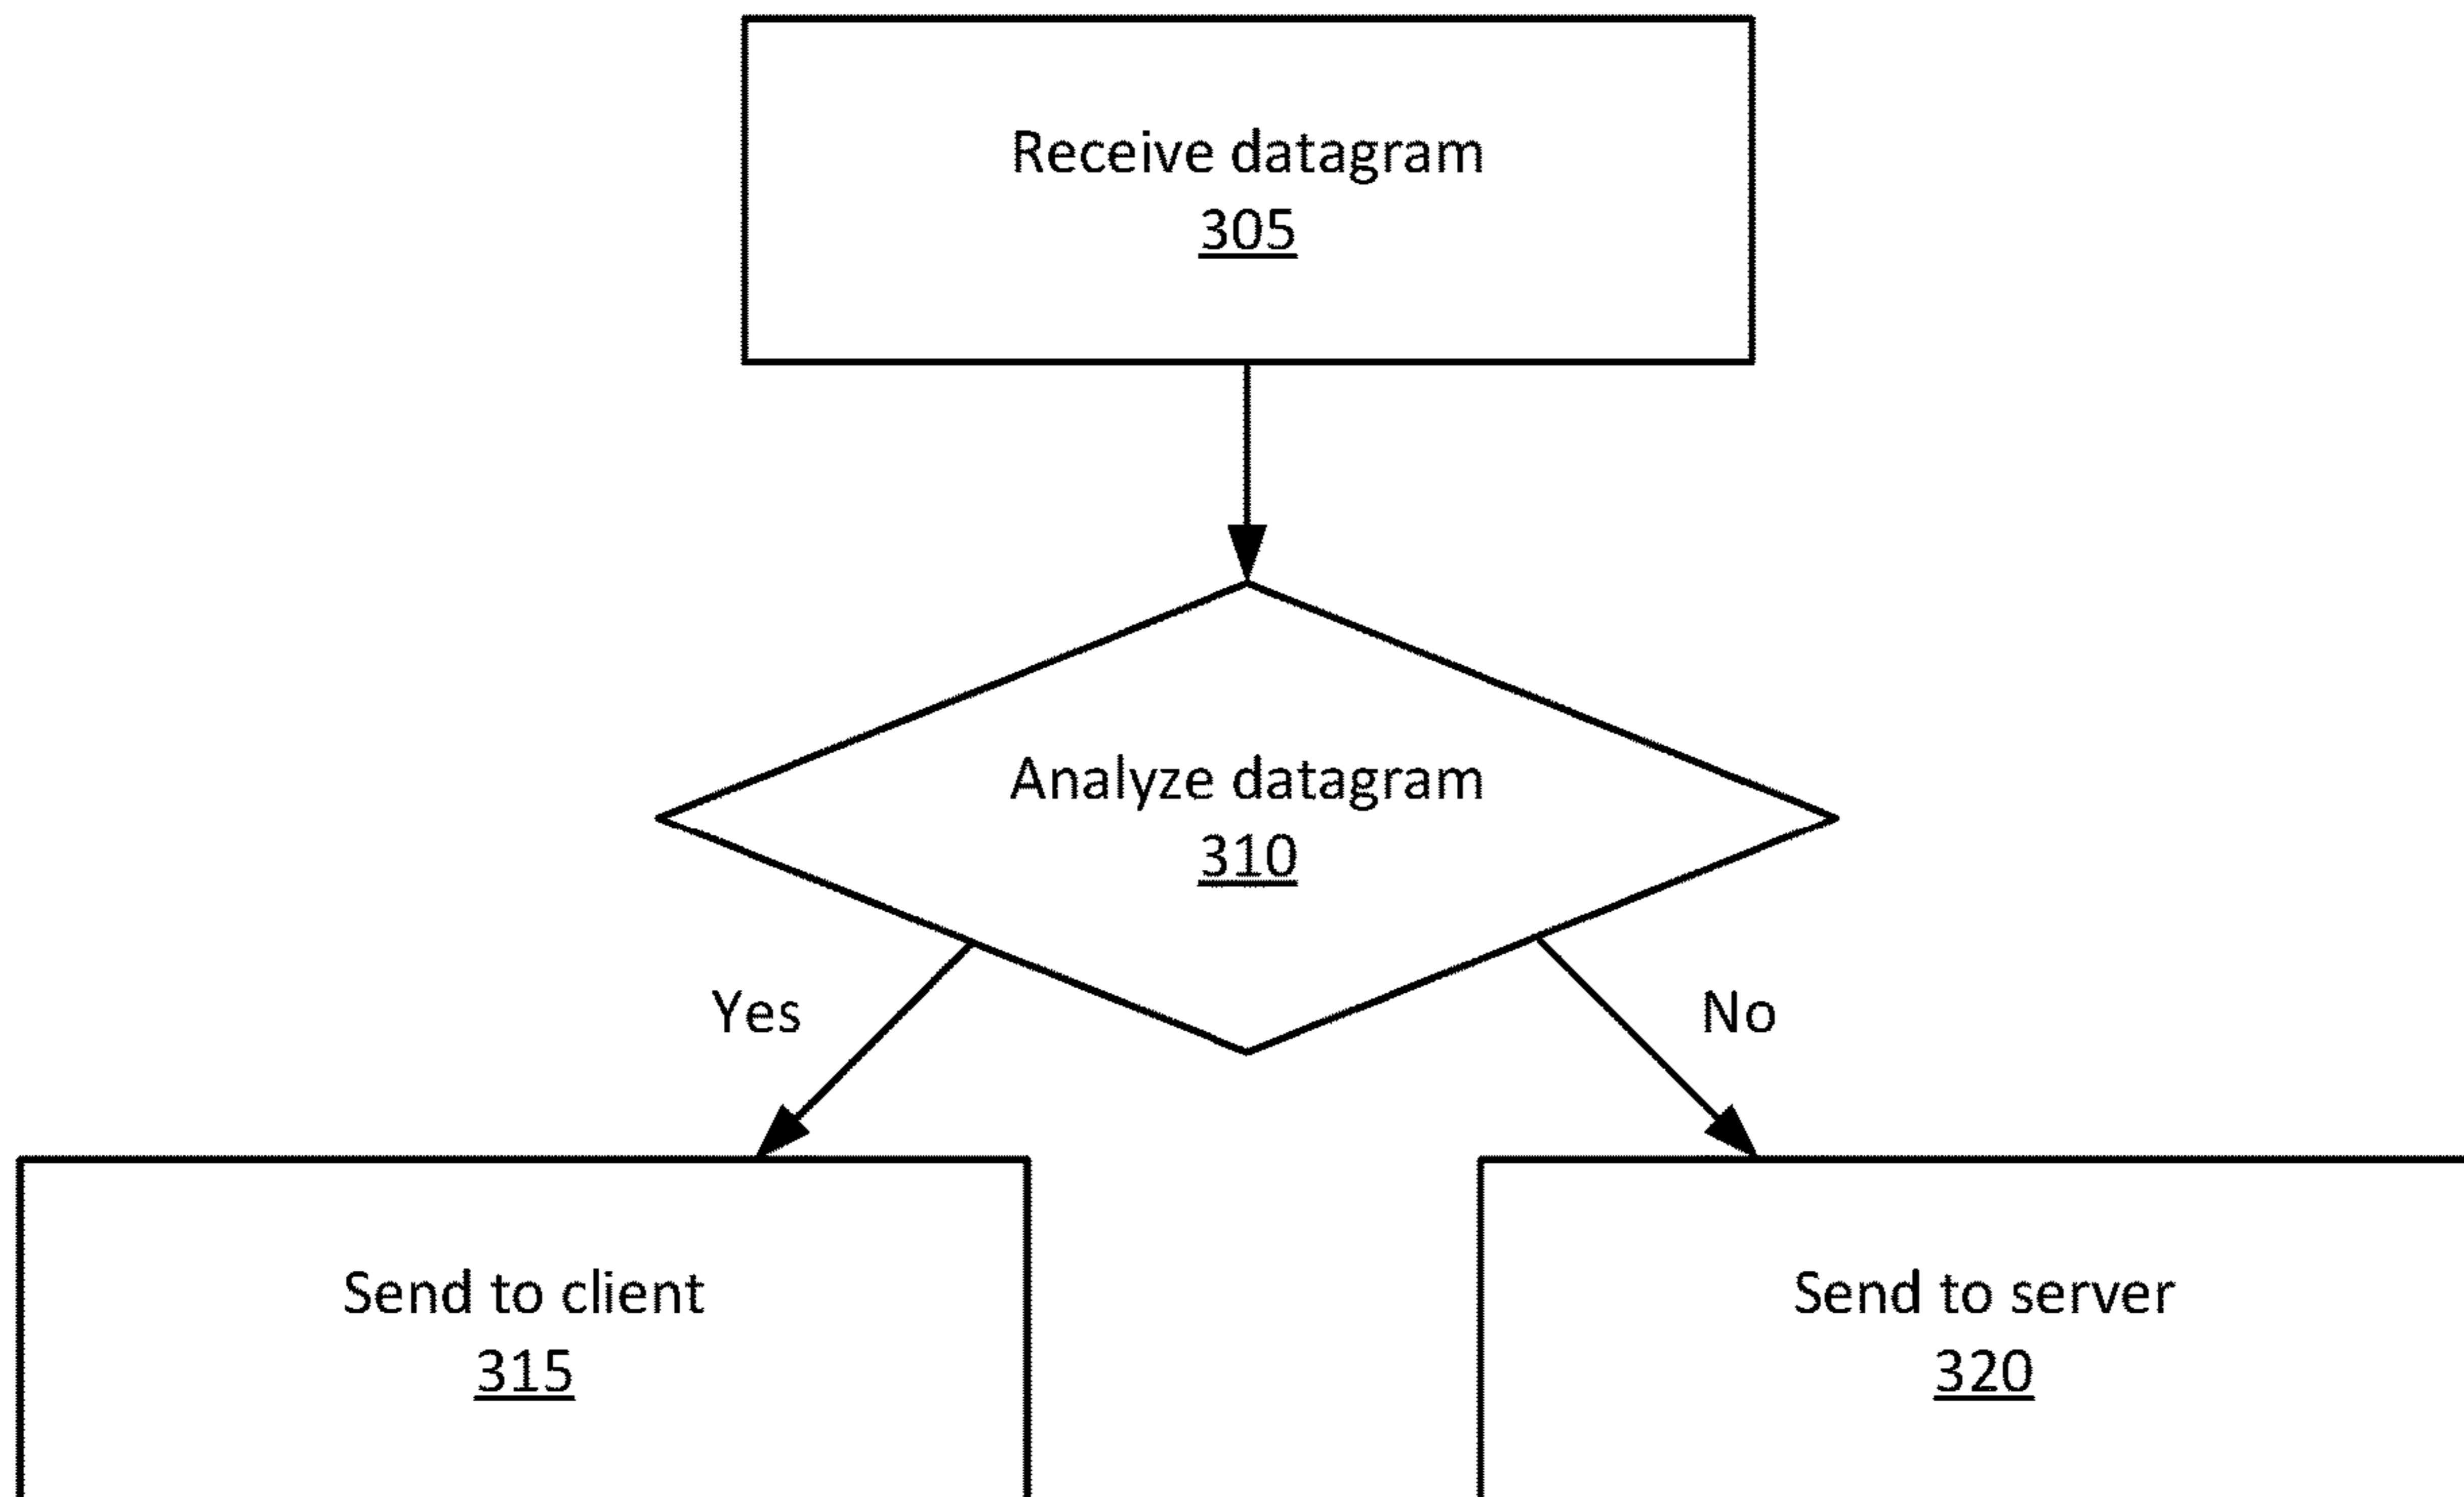 Receive datagram
305
Analyze datagram
310
Yes
No
Send to client
315
Send to server
320